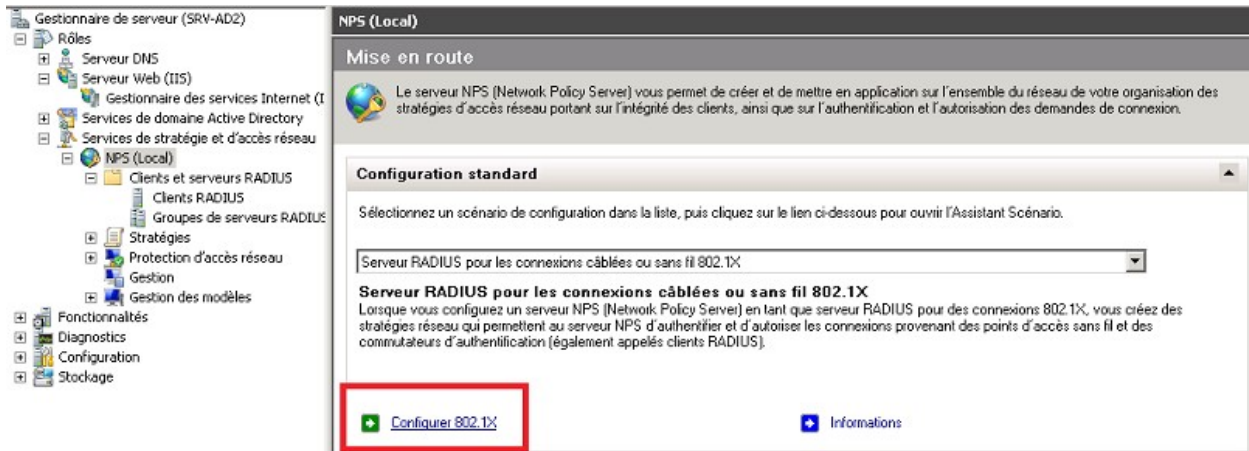 Gestionnaire de serveur (SRV-AD2)
Rôles
Serveur DNS
Serveur Web (IIS)
Gestionnaire des services Internet (I
Services de domaine Active Directory
Services de stratégie et d'accès réseau
NPS (Local)
Clients et serveurs RADIUS
Clients RADIUS
Groupes de serveurs RADIUS
Stratégies
Protection d'accès réseau
Gestion
Gestion des modèles
Fonctionnalités
Diagnostics
Configuration
Stockage
NPS (Local)
Mise en route
Le serveur NPS (Network Policy Server) vous permet de créer et de mettre en application sur l'ensemble du réseau de votre organisation des
stratégies d'accès réseau portant sur l'intégrité des clients, ainsi que sur l'authentification et l'autorisation des demandes de connexion.
Configuration standard
Sélectionnez un scénario de configuration dans la liste, puis cliquez sur le lien ci-dessous pour ouvrir l'Assistant Scénario.
Serveur RADIUS pour les connexions câblées ou sans fil 802.1X
Serveur RADIUS pour les connexions câblées ou sans fil 802.1X
Lorsque vous configurez un serveur NPS (Network Policy Server) en tant que serveur RADIUS pour des connexions 802.1X, vous créez des
stratégies réseau qui permettent au serveur NPS d'authentifier et d'autoriser les connexions provenant des points d'accès sans fil et des
commutateurs d'authentification (également appelés clients RADIUS).
Configurer 802.1X
Informations